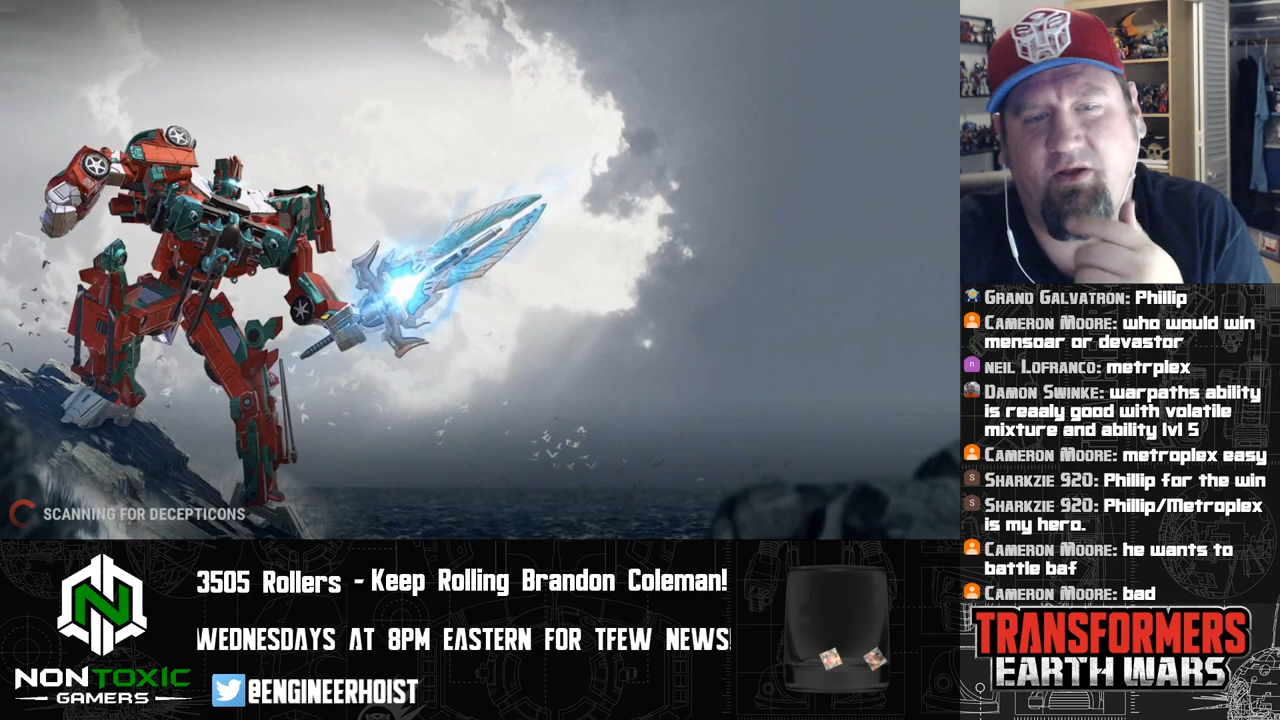 SCANNING FOR DECEPTICONS
GRAND GALVATRON: Phillip
CAMERON MOORE: who would win
mensoar or devastor
n NEIL LOFRANCO: metrplex
DAMON SWINKE: warpaths ability
is reaaly good with volatile
mixture and ability lvl 5
CAMERON MOORE: metroplex easy
S SHARKZIE 920: Phillip for the win
S SHARKZIE 920: Phillip/Metroplex
is my hero.
CAMERON MOORE: he wants to
battle baf
CAMERON MOORE: bad
TRANSFORMERS
EARTH WARS
3505 Rollers - Keep Rolling Brandon Coleman!
WEDNESDAYS AT 8PM EASTERN FOR TFEW NEWS!
@ENGINEERHOIST
N
NONTOXIC
GAMERS